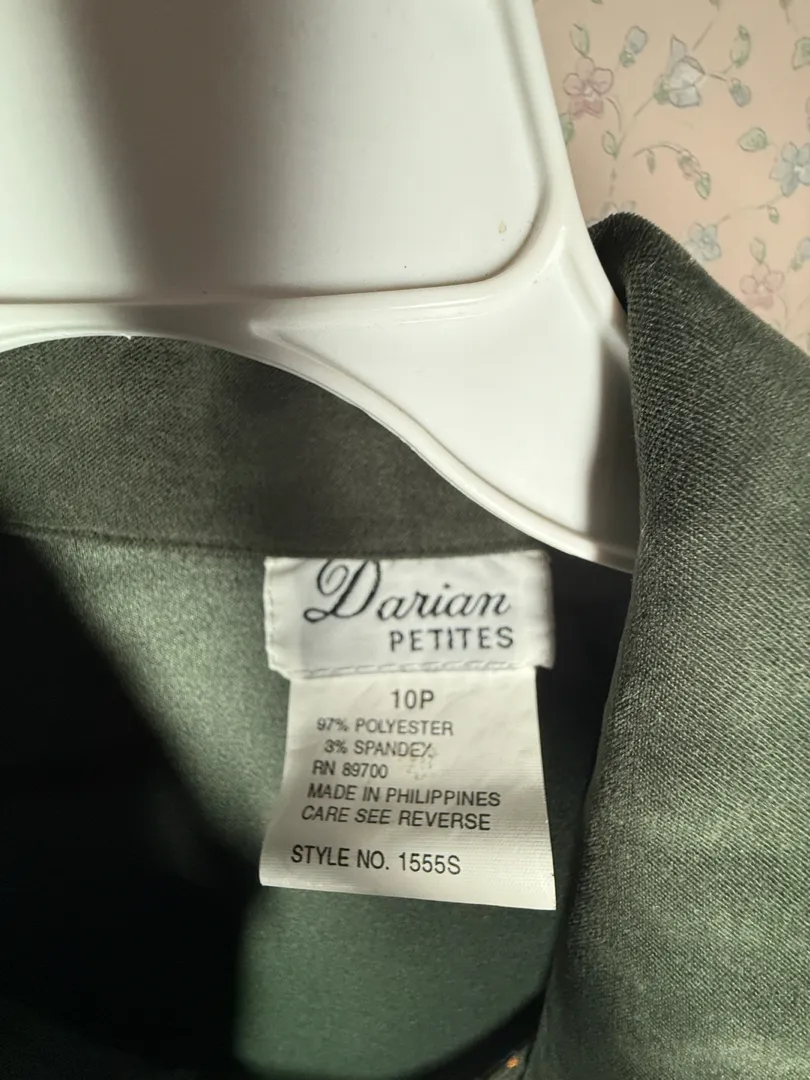 Darian
PETITES
10P
97% POLYESTER
3% SPANDEX
RN 89700
MADE IN PHILIPPINES
CARE SEE REVERSE
STYLE NO. 1555S